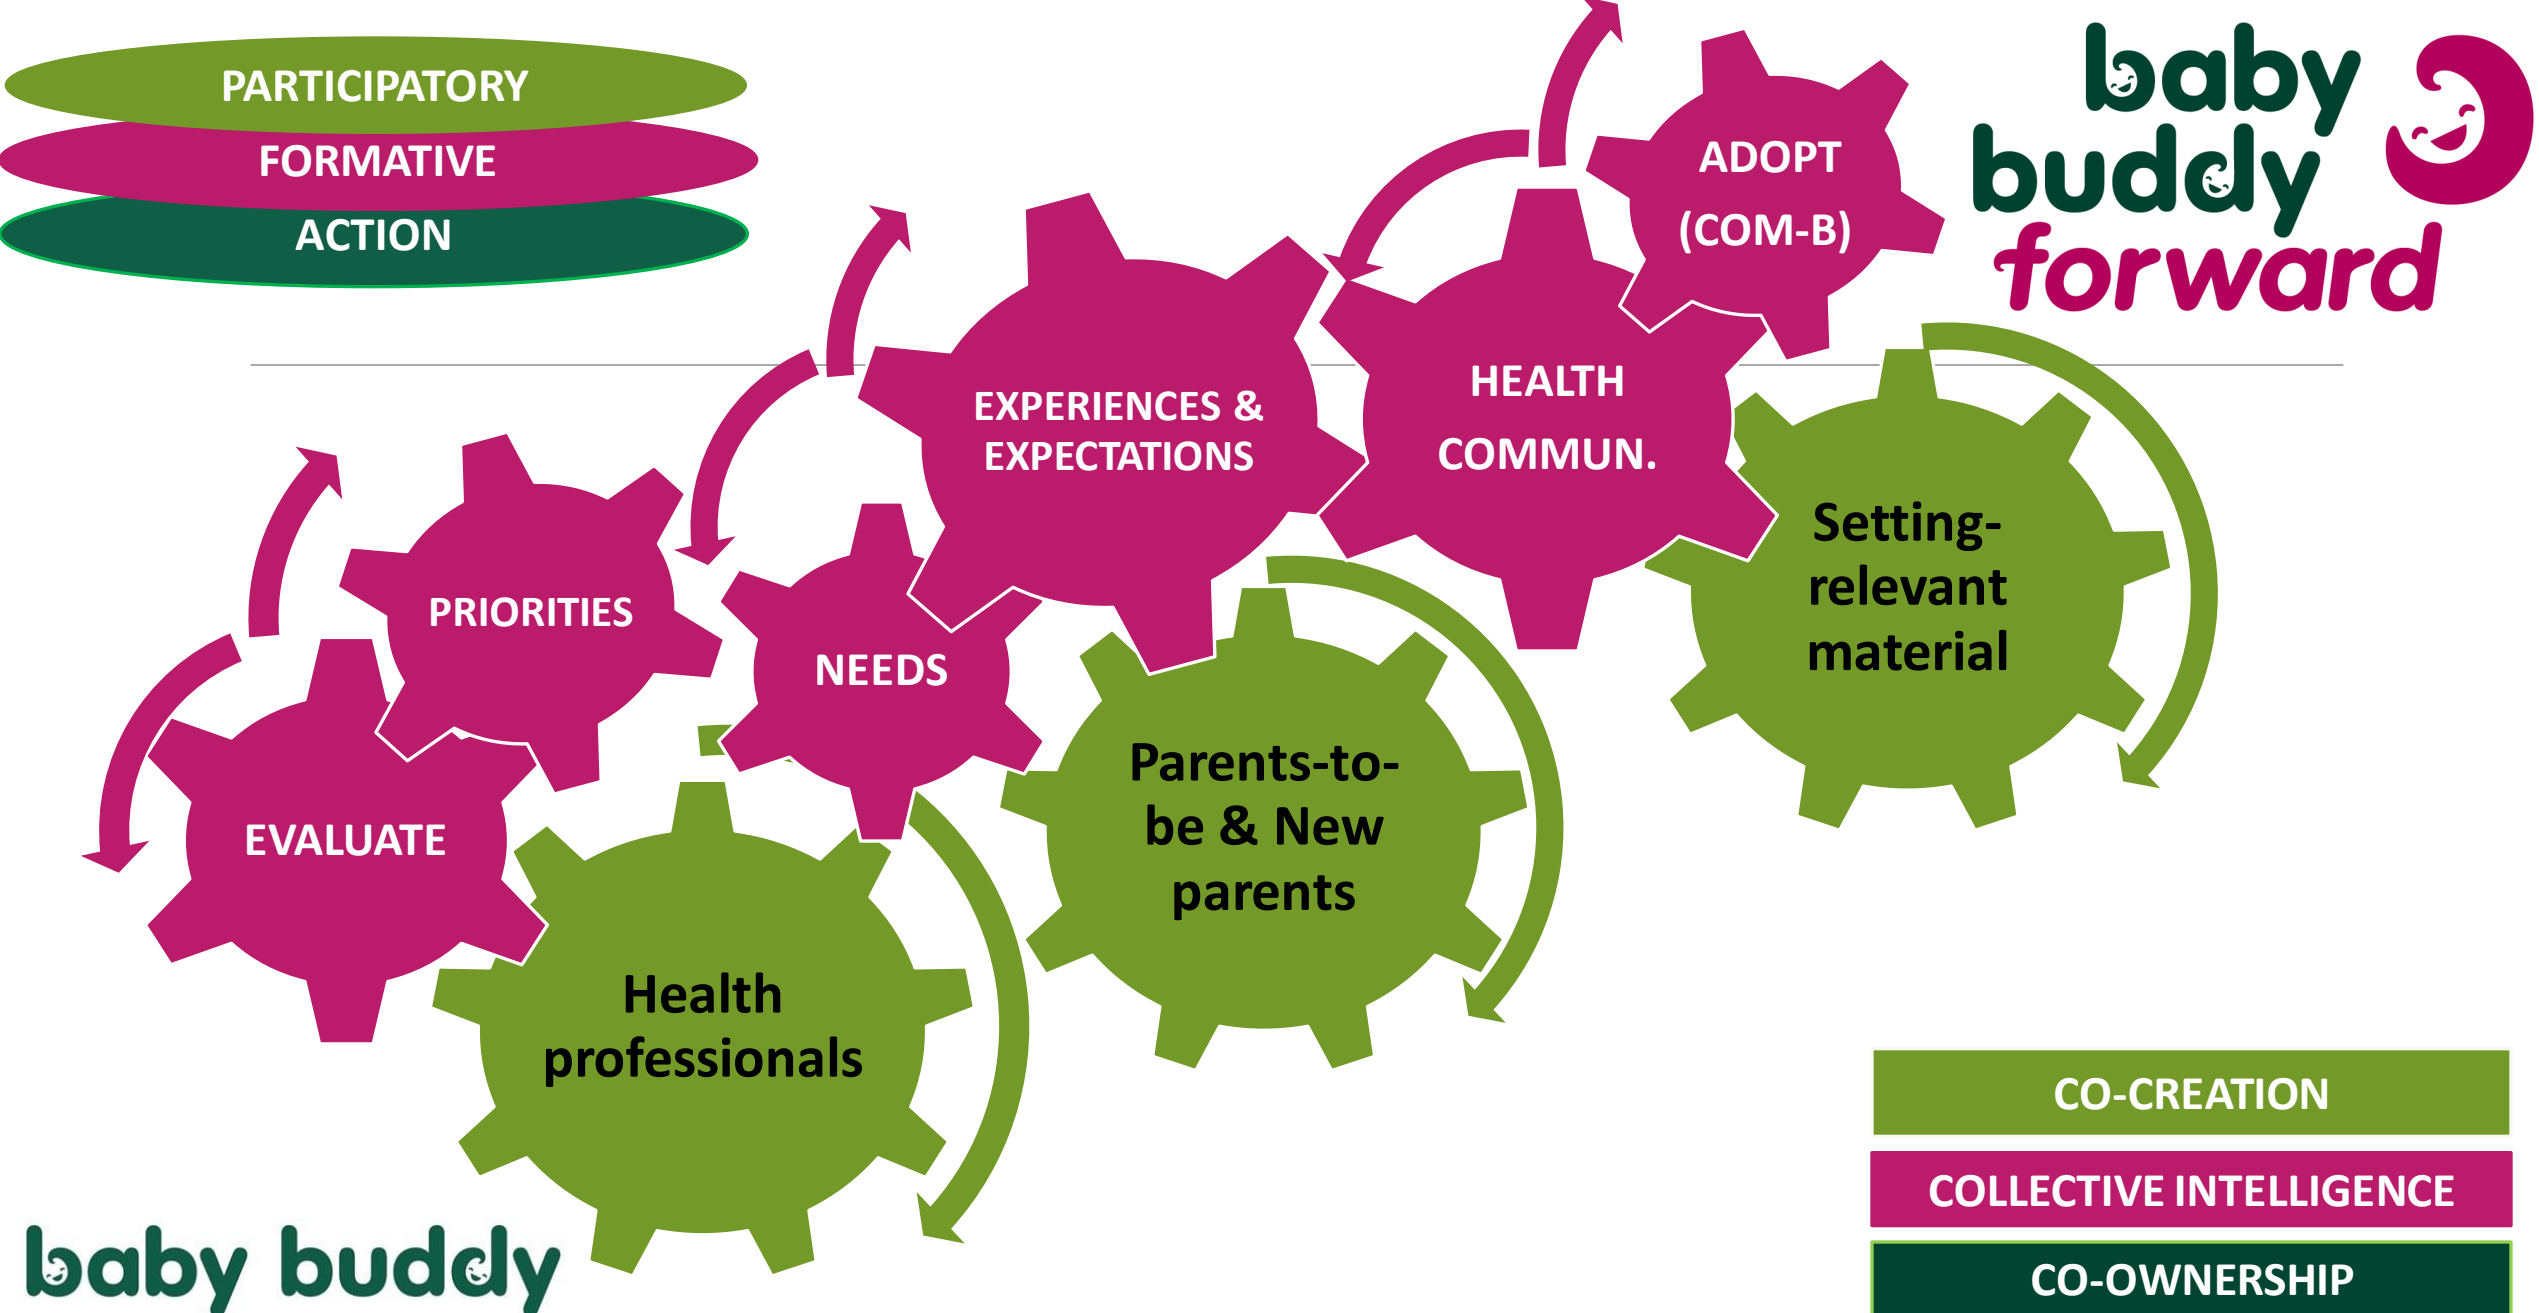 PARTICIPATORY
FORMATIVE
ACTION
baby
buddy
forward
ADOPT
(COM-B)
HEALTH
COMMUN.
EXPERIENCES &
EXPECTATIONS
PRIORITIES
NEEDS
EVALUATE
Setting-
relevant
material
Parents-to-
be & New
parents
Health
professionals
CO-CREATION
COLLECTIVE INTELLIGENCE
CO-OWNERSHIP
baby buddy